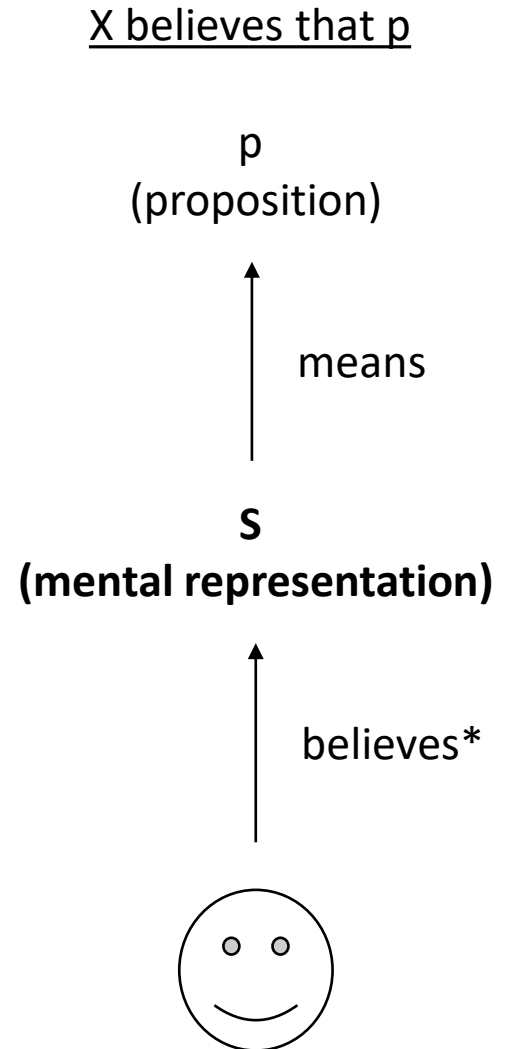 X believes that p
p
(proposition)
means
S
(mental representation)
believes*